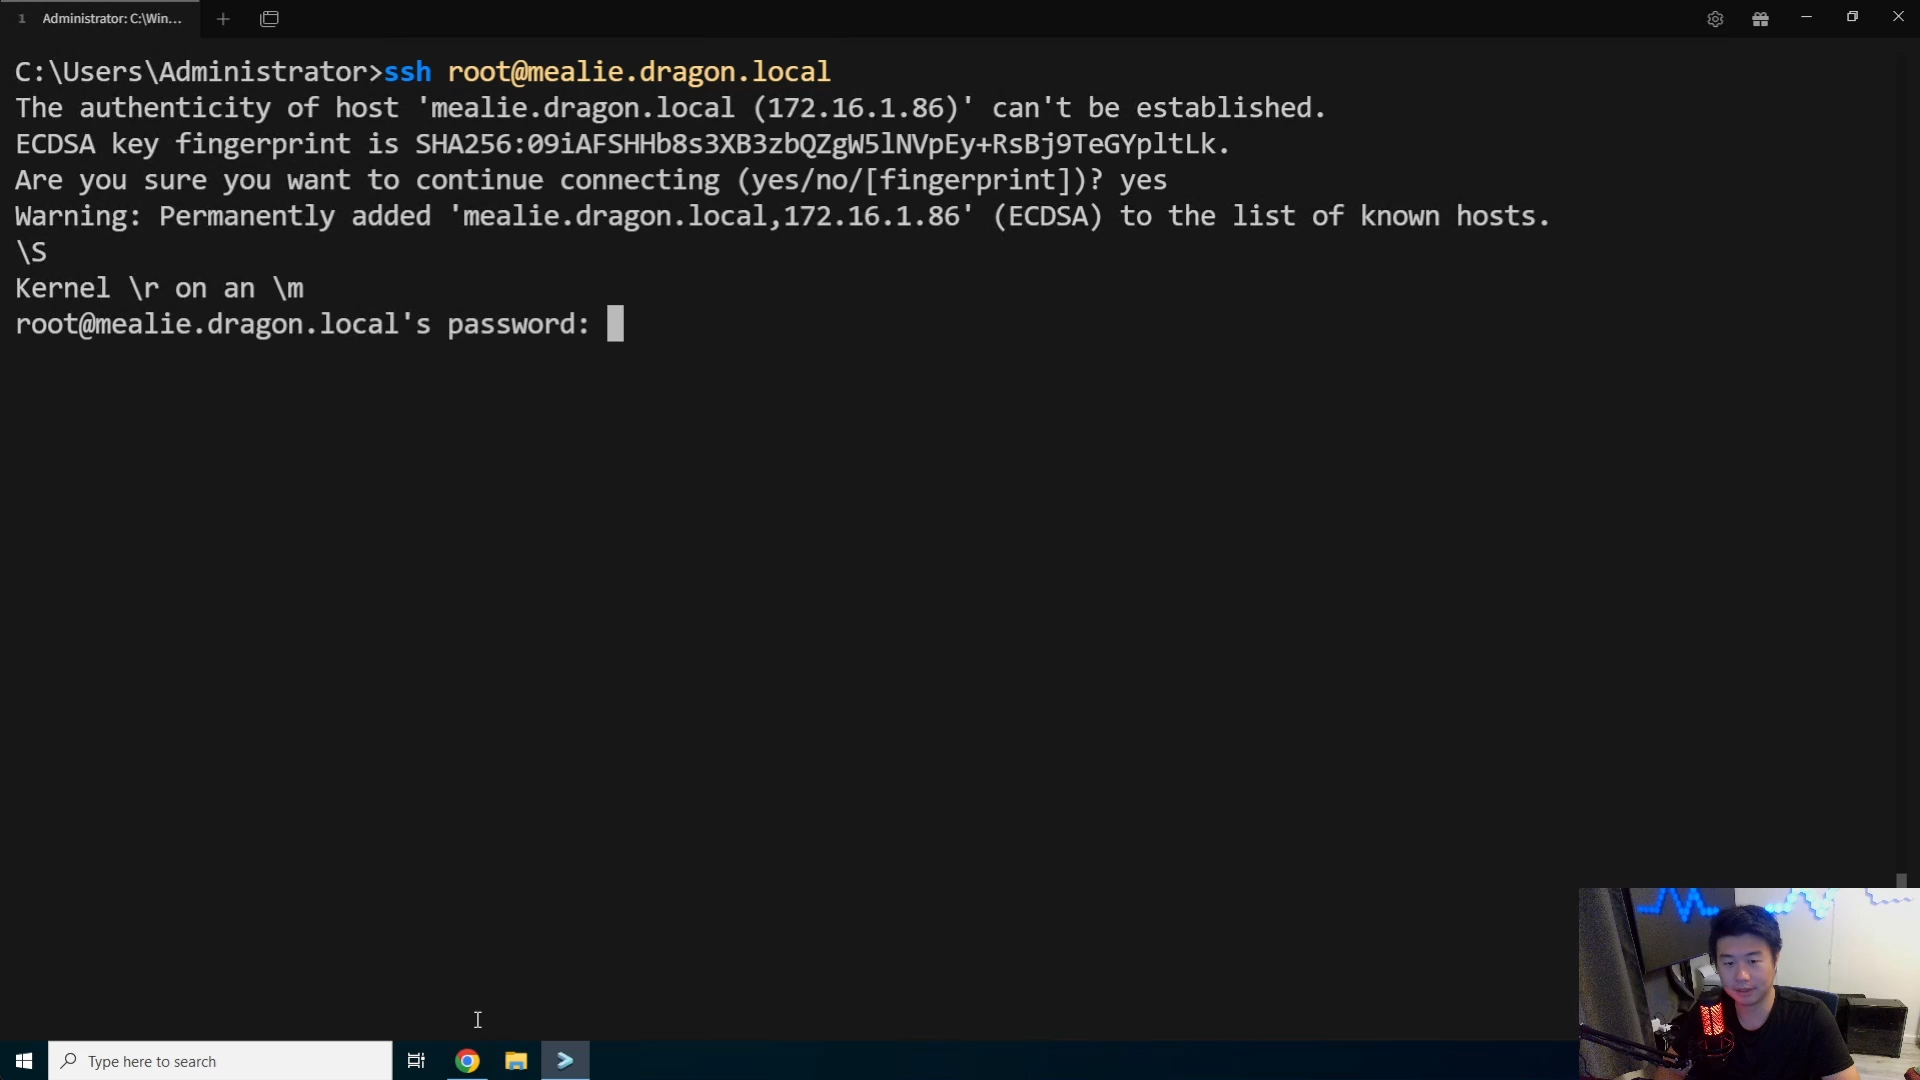 1 Administrator: C:\Win...
C:\Users\Administrator>ssh root@mealie.dragon.local
The authenticity of host 'mealie.dragon.local (172.16.1.86)' can't be established.
ECDSA key fingerprint is SHA256:09iAFSHHb8s3XB3zbQZgW5lNVpEy+RsBj9TeGYpltLk.
Are you sure you want to continue connecting (yes/no/[fingerprint])? yes
Warning: Permanently added 'mealie.dragon.local,172.16.1.86' (ECDSA) to the list of known hosts.
\S
Kernel \r on an \m
root@mealie.dragon.local's password:
Type here to search